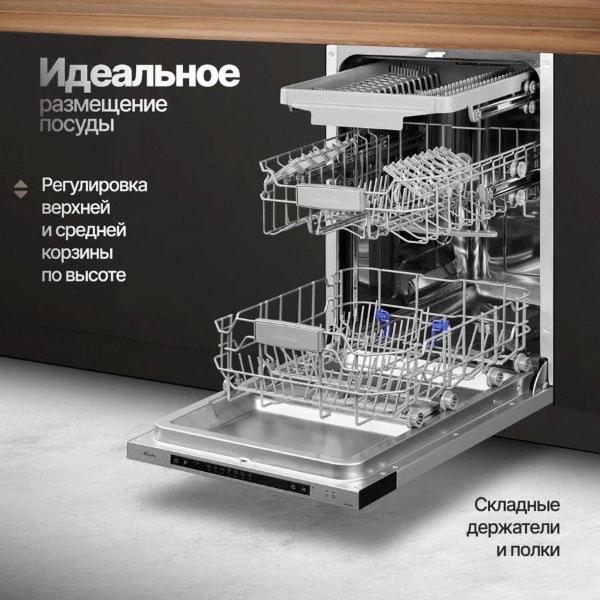 Идеальное
размещение
посуды
Регулировка
верхней
и средней
корзины
по высоте
Складные
держатели
и полки